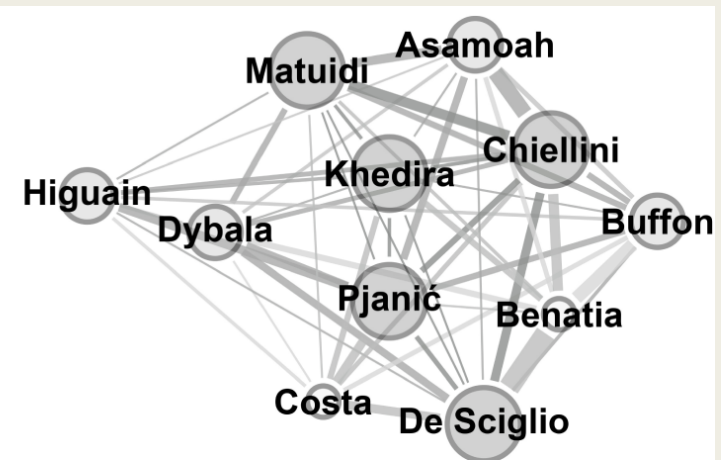 Asamoah
Matuidi
Chiellini
Khedira
Higuain
Buffon
Dybala
Pjanić
Benatia
Costa
De Sciglio